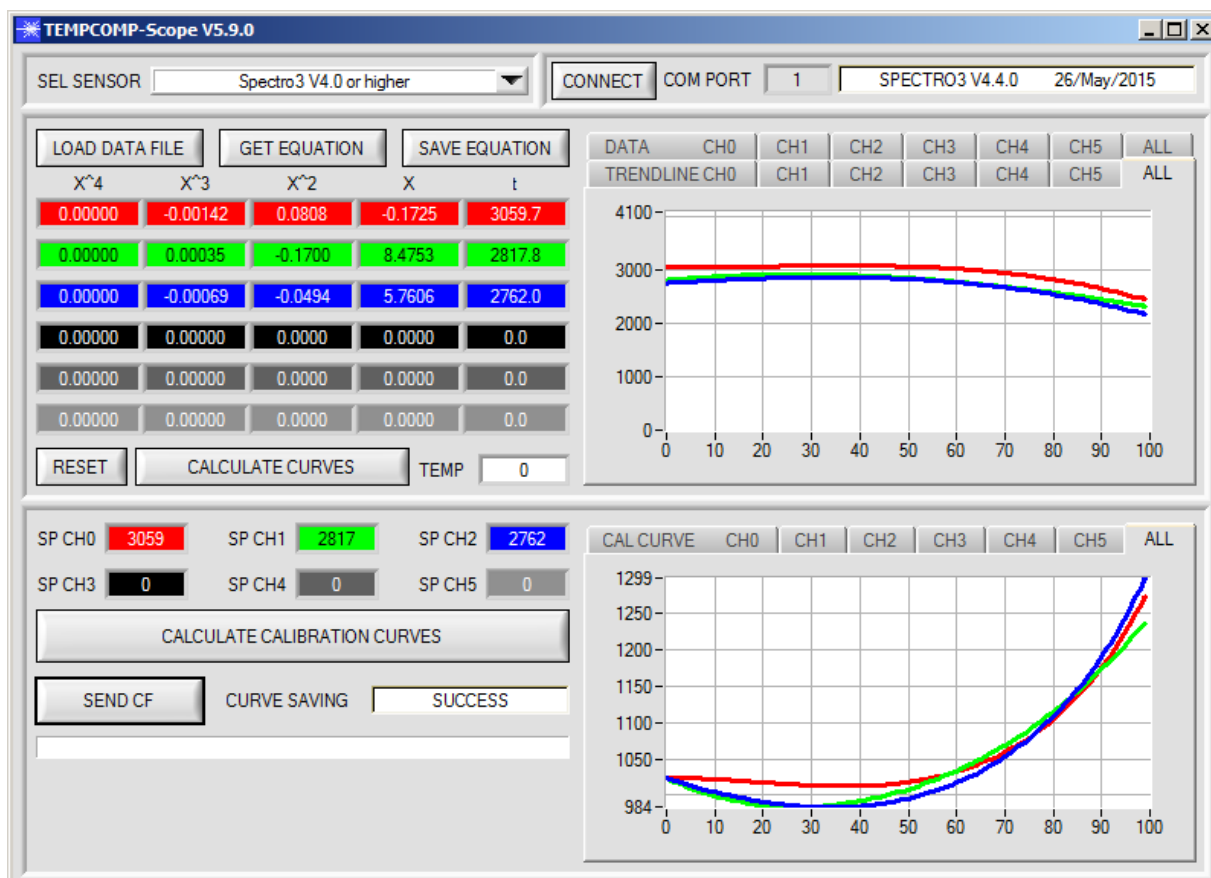 TEMPCOMP-Scope V5.9.0
SEL SENSOR Spectro3 V4.0 or higher CONNECT COM PORT 1 SPECTRO3 V4.4.0 26/May/2015
LOAD DATA FILE GET EQUATION SAVE EQUATION
X^4 X^3 X^2 X t
0.00000 -0.00142 0.0808 -0.1725 3059.7
0.00000 0.00035 -0.1700 8.4753 2817.8
0.00000 -0.00069 -0.0494 5.7606 2762.0
0.00000 0.00000 0.0000 0.0000 0.0
0.00000 0.00000 0.0000 0.0000 0.0
0.00000 0.00000 0.0000 0.0000 0.0
RESET CALCULATE CURVES TEMP 0
DATA CH0 CH1 CH2 CH3 CH4 CH5 ALL
TRENDLINE CH0 CH1 CH2 CH3 CH4 CH5 ALL
4100
3000
2000
1000
0
0 10 20 30 40 50 60 70 80 90 100
SP CH0 3059 SP CH1 2817 SP CH2 2762
SP CH3 0 SP CH4 0 SP CH5 0
CALCULATE CALIBRATION CURVES
SEND CF CURVE SAVING SUCCESS
CAL CURVE CH0 CH1 CH2 CH3 CH4 CH5 ALL
1299
1250
1200
1150
1100
1050
984
0 10 20 30 40 50 60 70 80 90 100